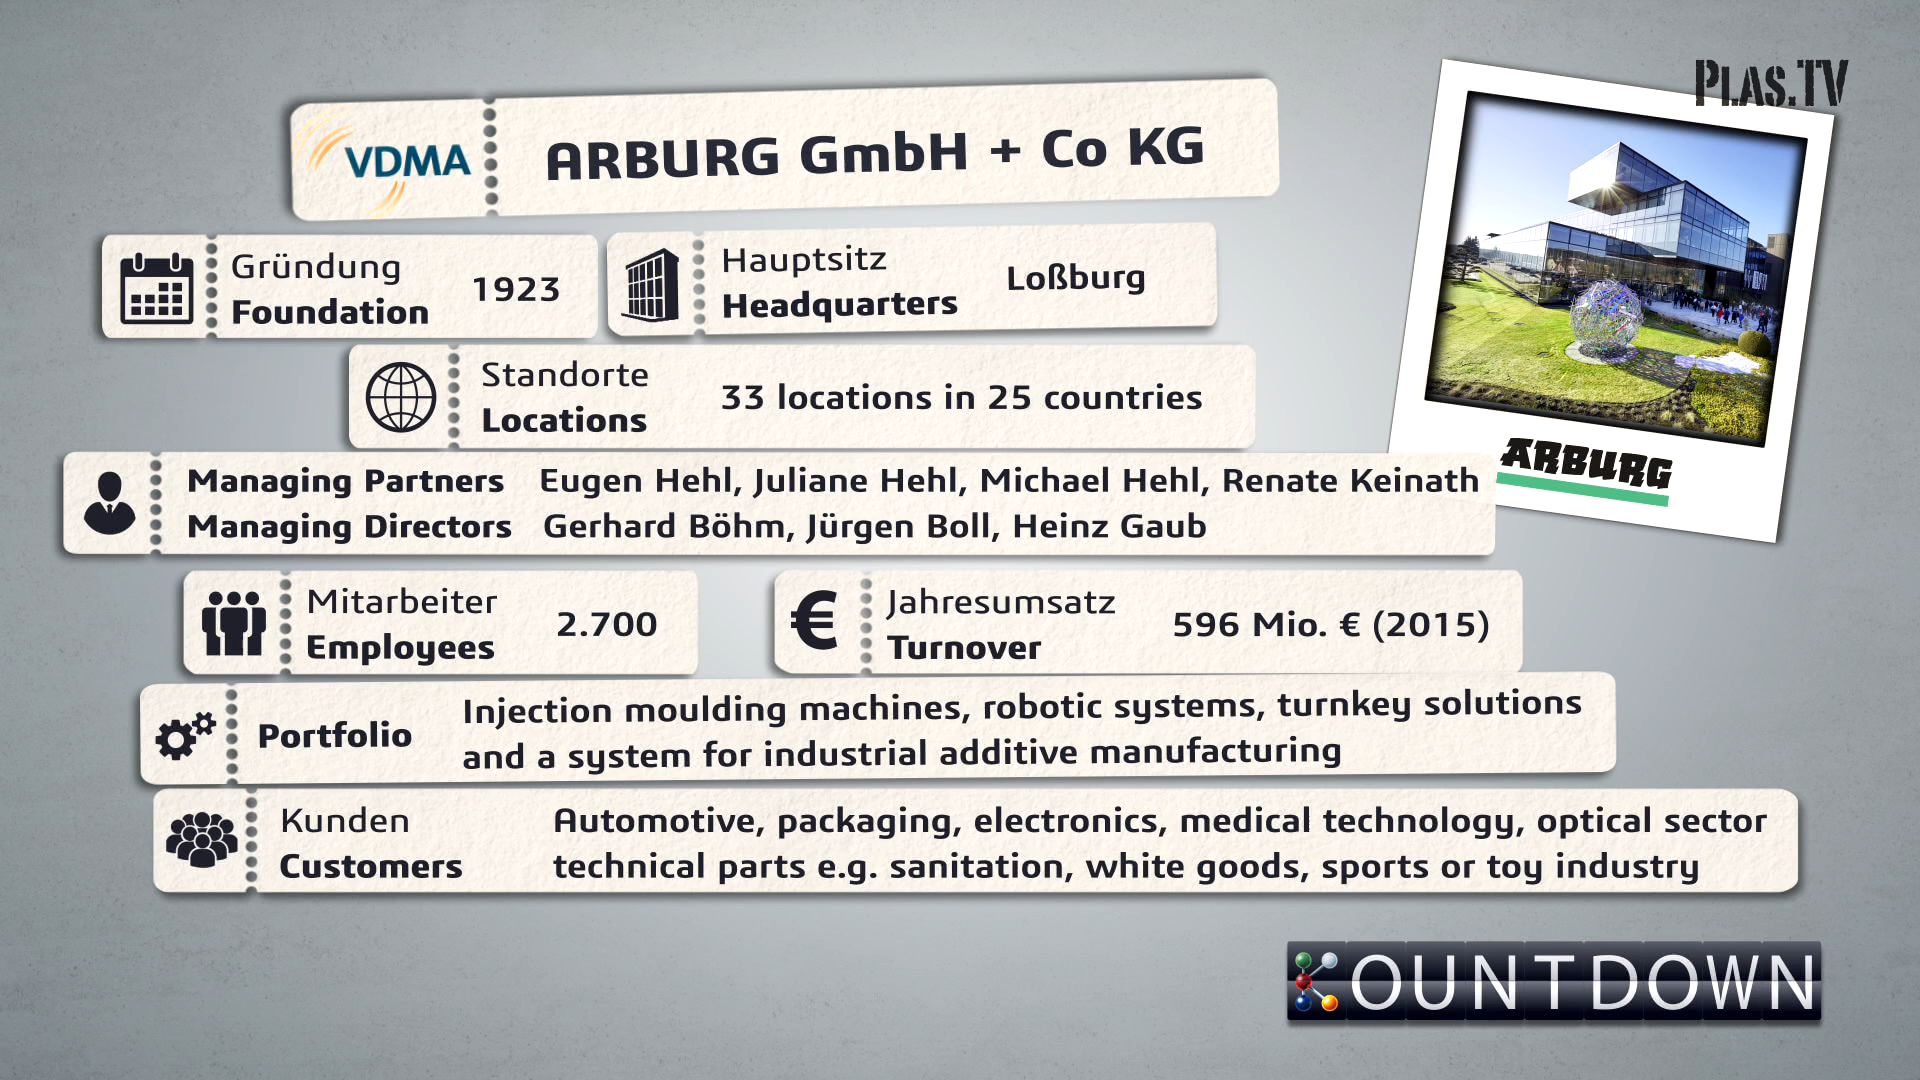 PLAS.TV
VDMA
ARBURG GmbH + Co KG
Gründung
Foundation
1923
Hauptsitz
Headquarters
Loßburg
Standorte
Locations
33 locations in 25 countries
ARBURG
Managing Partners Eugen Hehl, Juliane Hehl, Michael Hehl, Renate Keinath
Managing Directors Gerhard Böhm, Jürgen Boll, Heinz Gaub
Mitarbeiter
Employees
2.700
€
Jahresumsatz
Turnover
596 Mio. € (2015)
Portfolio
Injection moulding machines, robotic systems, turnkey solutions
and a system for industrial additive manufacturing
Kunden
Customers
Automotive, packaging, electronics, medical technology, optical sector
technical parts e.g. sanitation, white goods, sports or toy industry
KOUNTDOWN